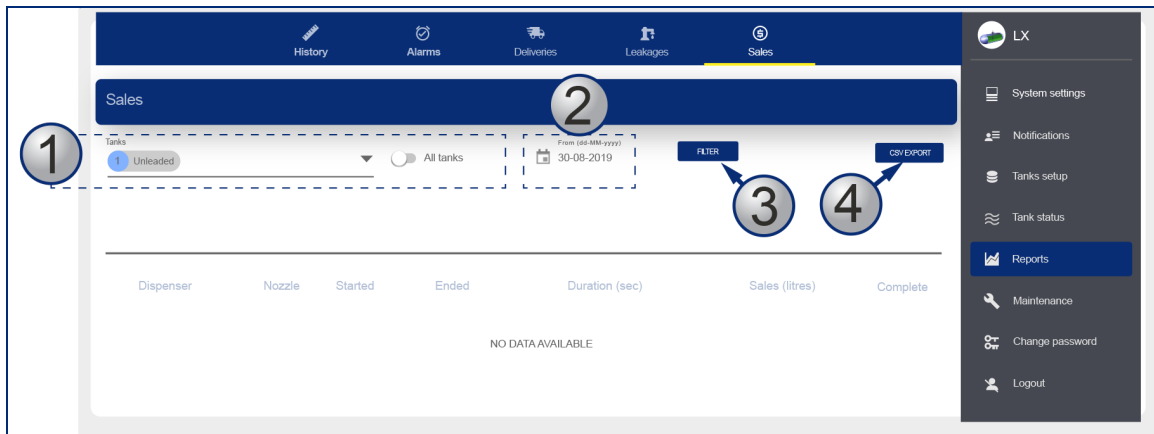 History Alarms Deliveries Leakages Sales
LX
Sales
2
System settings
1
Tanks
1 Unleaded
All tanks
From (dd-MM-yyyy)
30-08-2019
FILTER
CSV EXPORT
Notifications
Tanks setup
3
4
Tank status
Reports
Dispenser Nozzle Started Ended Duration (sec) Sales (litres) Complete
Maintenance
NO DATA AVAILABLE
Change password
Logout